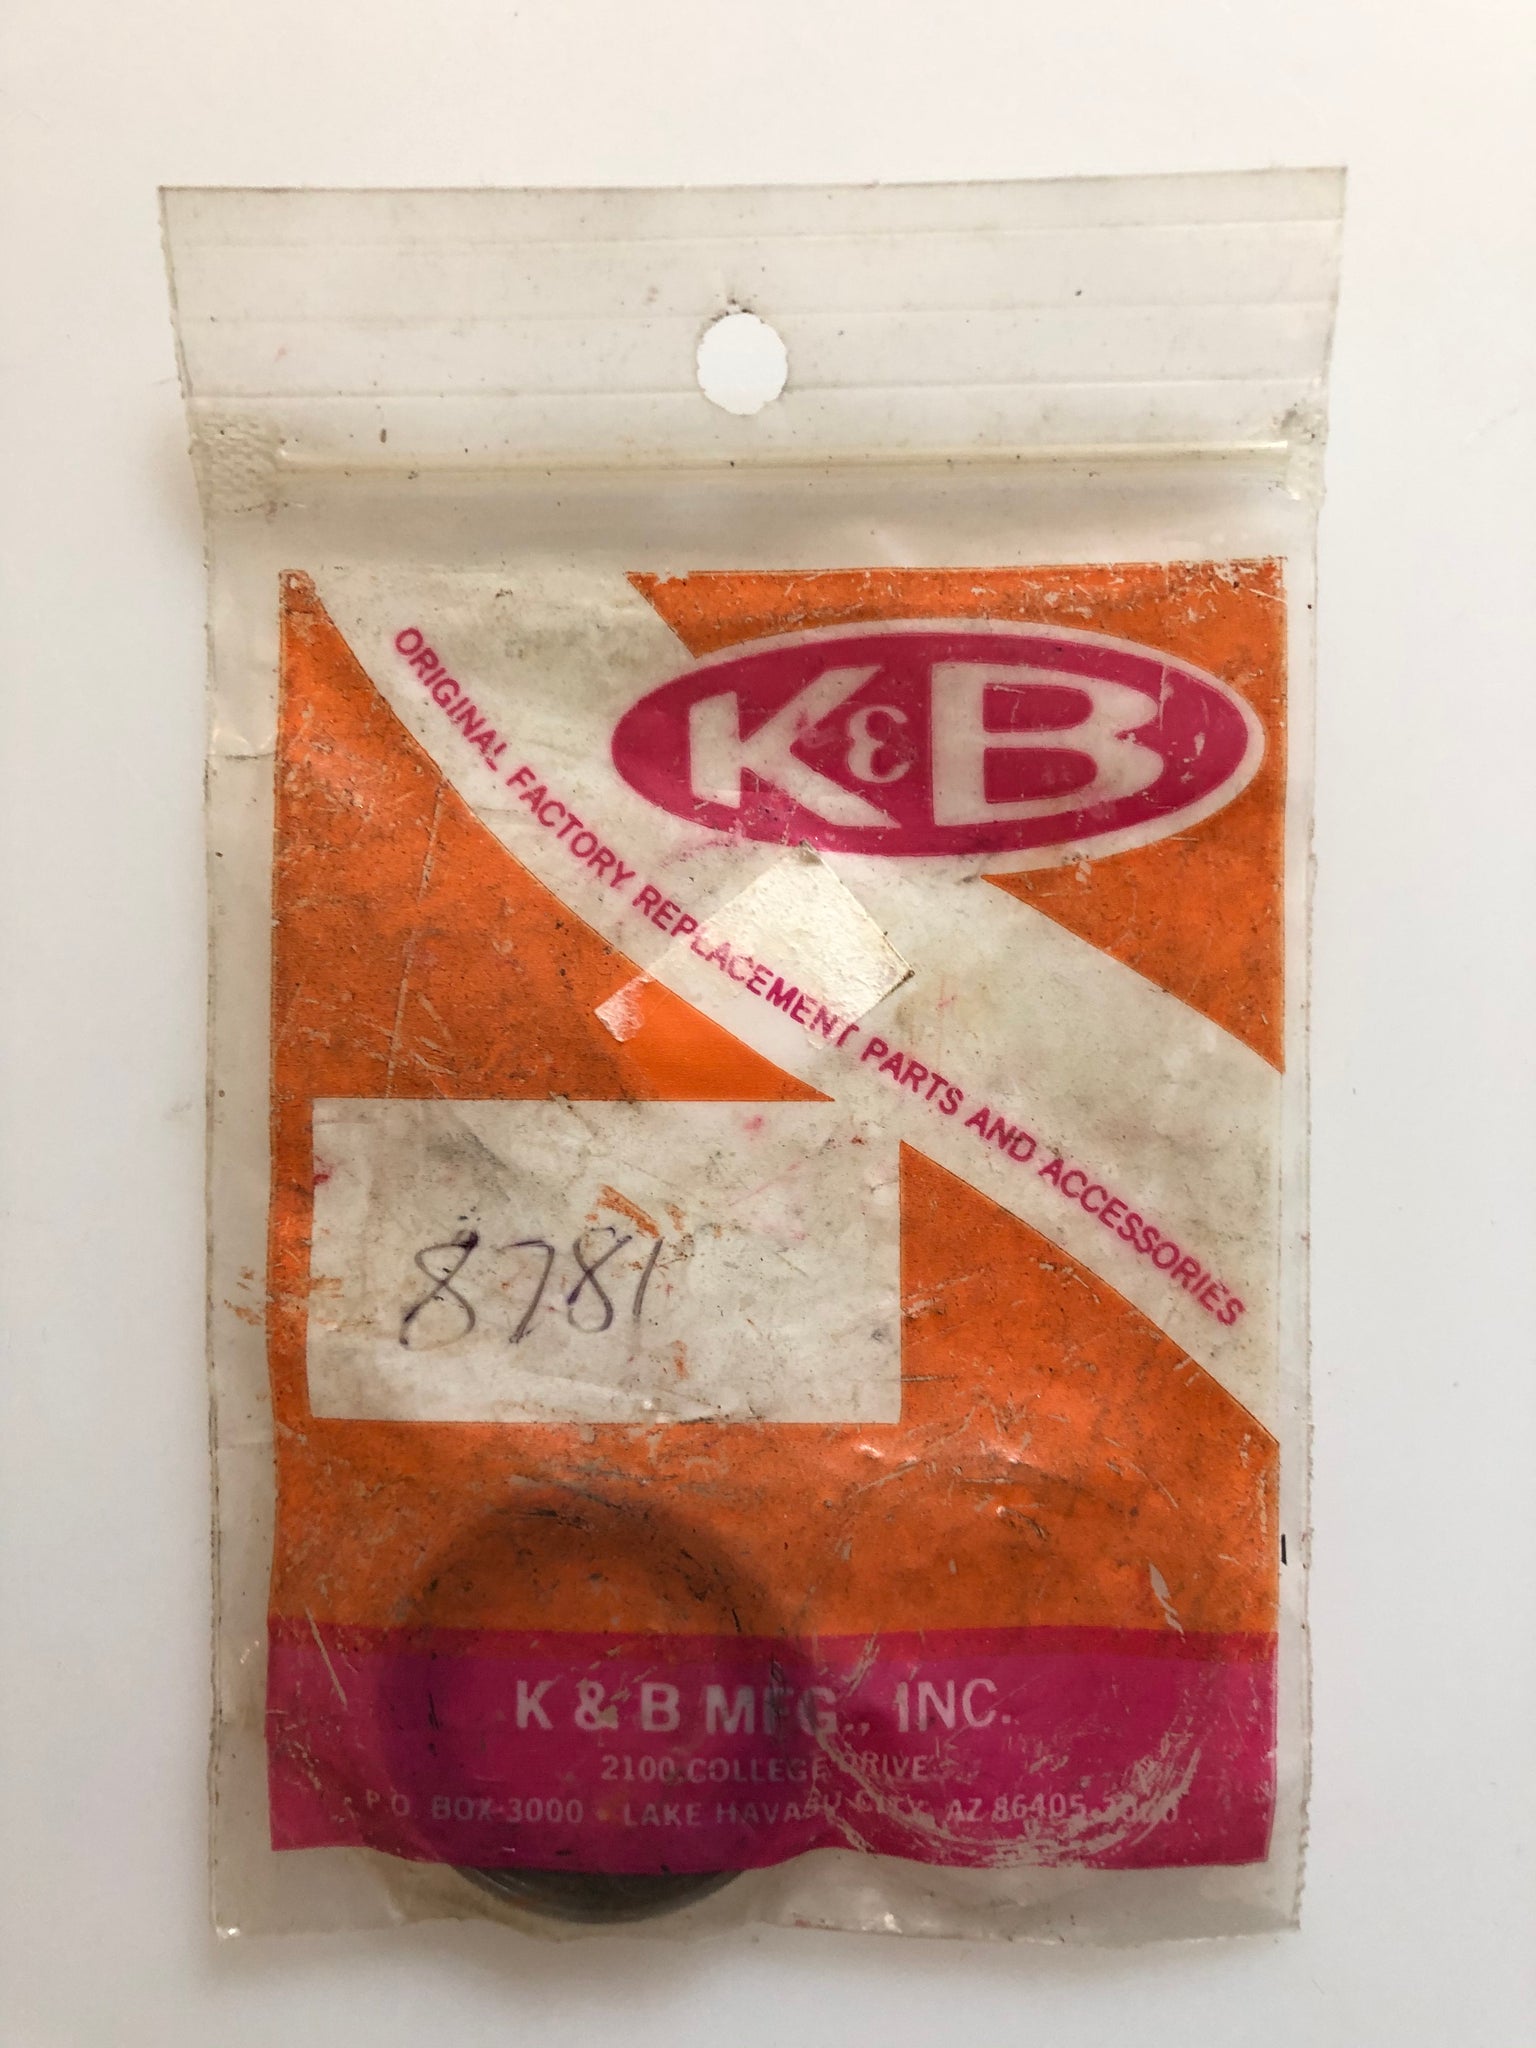 K&B
ORIGINAL FACTORY REPLACEMENT PARTS AND ACCESSORIES
8781
K & B MFG., INC.
2100 COLLEGE DRIVE
P.O. BOX 3000 • LAKE HAVASU CITY, AZ 86405-3000